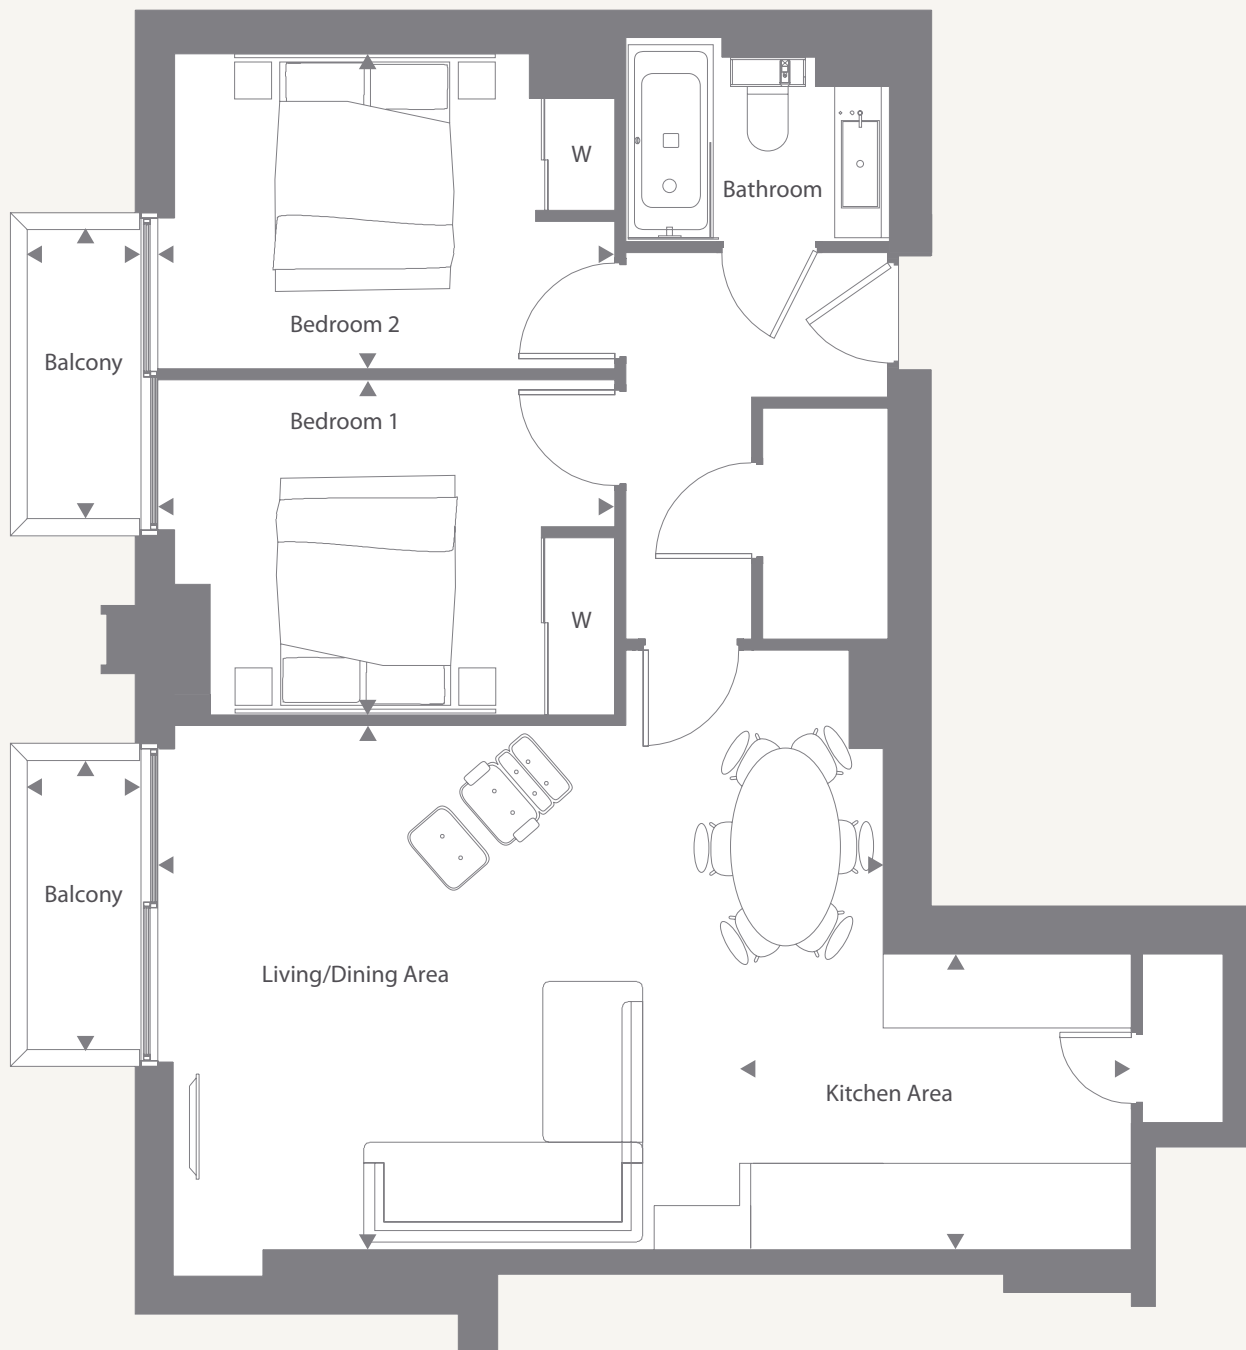 W
Bathroom
Bedroom 2
Balcony
Bedroom 1
W
Balcony
Living/Dining Area
Kitchen Area